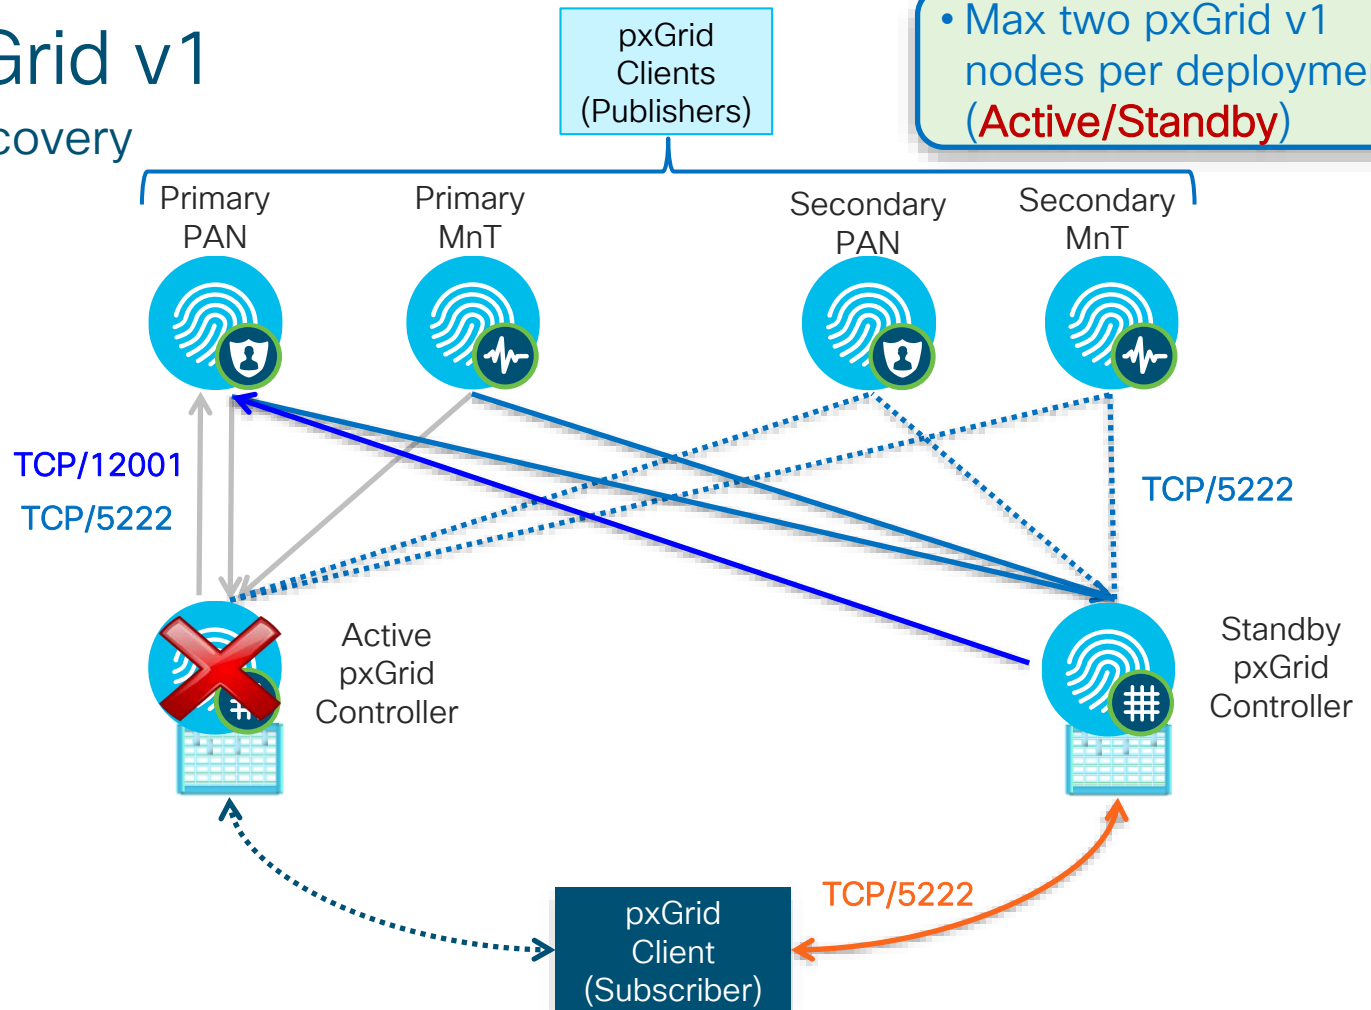 Grid v1
covery
pxGrid
Clients
(Publishers)
• Max two pxGrid v1
nodes per deployme
(Active/Standby)
Primary
PAN
Primary
MnT
Secondary
PAN
Secondary
MnT
TCP/12001
TCP/5222
TCP/5222
Active
pxGrid
Controller
Standby
pxGrid
Controller
TCP/5222
pxGrid
Client
(Subscriber)